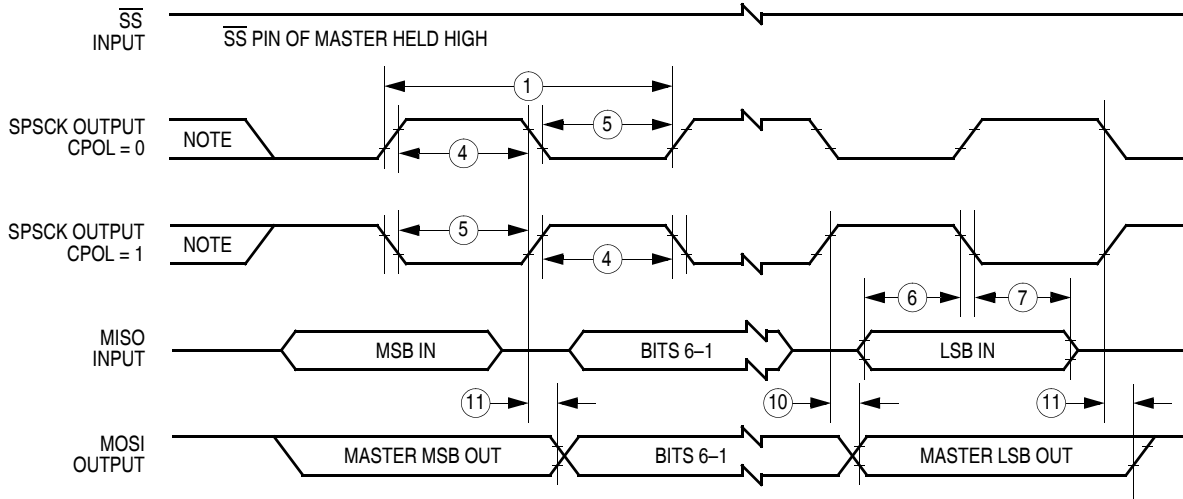 SS
INPUT
SS PIN OF MASTER HELD HIGH
1
SPSCK OUTPUT
CPOL = 0
NOTE
5
4
SPSCK OUTPUT
CPOL = 1
NOTE
5
4
6
7
MISO
INPUT
MSB IN
BITS 6–1
LSB IN
11
10
11
MOSI
OUTPUT
MASTER MSB OUT
BITS 6–1
MASTER LSB OUT